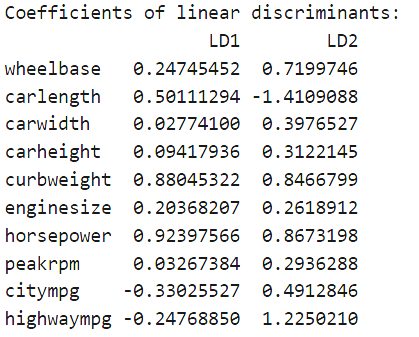 Coefficients of linear discriminants:
LD1 LD2
wheelbase 0.24745452 0.7199746
carlength 0.50111294 -1.4109088
carwidth 0.02774100 0.3976527
carheight 0.09417936 0.3122145
curbweight 0.88045322 0.8466799
enginesize 0.20368207 0.2618912
horsepower 0.92397566 0.8673198
peakrpm 0.03267384 0.2936288
citympg -0.33025527 0.4912846
highwaympg -0.24768850 1.2250210